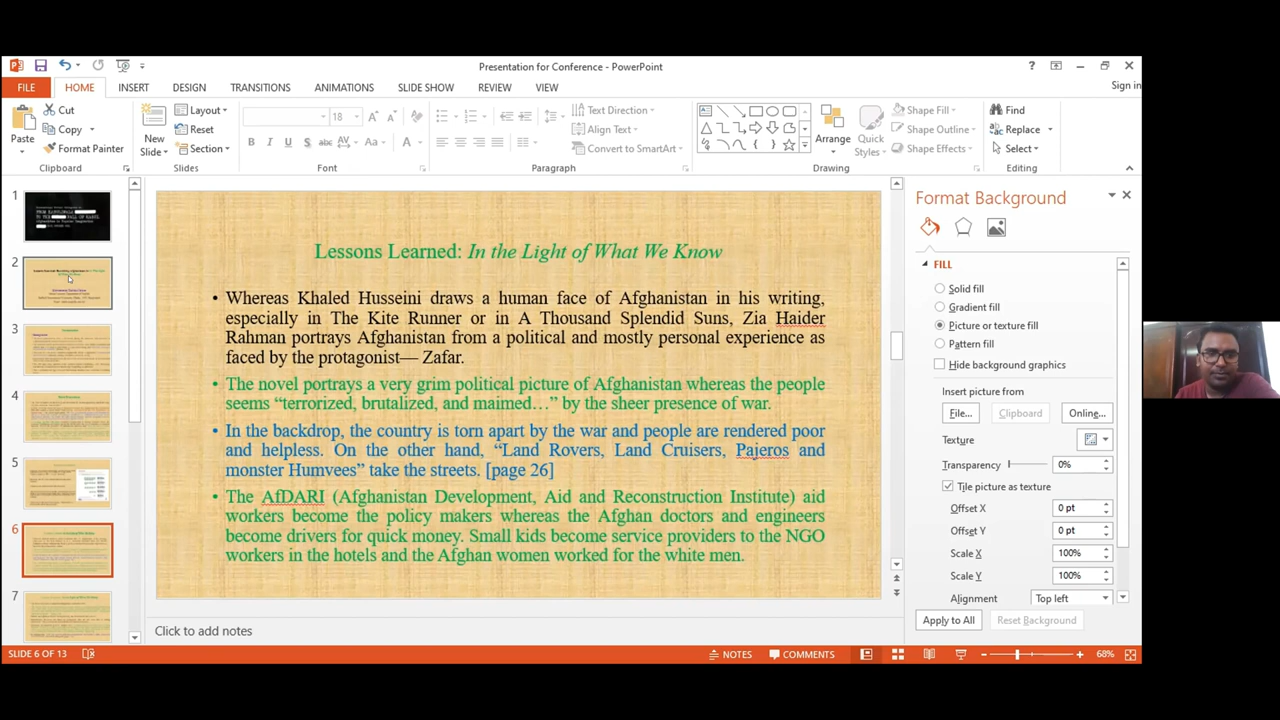 Presentation for Conference - PowerPoint
Sign in
FILE HOME INSERT DESIGN TRANSITIONS ANIMATIONS SLIDE SHOW REVIEW VIEW
Paste
Cut
Copy
Format Painter
Clipboard
New
Slide
Layout
Reset
Section
Slides
18
Font
Text Direction
Align Text
Convert to SmartArt
Paragraph
Arrange
Quick
Styles
Shape Fill
Shape Outline
Shape Effects
Drawing
Find
Replace
Select
Editing
1
2
3
4
5
6
7
Lessons Learned: In the Light of What We Know
• Whereas Khaled Husseini draws a human face of Afghanistan in his writing,
especially in The Kite Runner or in A Thousand Splendid Suns, Zia Haider
Rahman portrays Afghanistan from a political and mostly personal experience as
faced by the protagonist— Zafar.
• The novel portrays a very grim political picture of Afghanistan whereas the people
seems “terrorized, brutalized, and maimed…” by the sheer presence of war.
• In the backdrop, the country is torn apart by the war and people are rendered poor
and helpless. On the other hand, “Land Rovers, Land Cruisers, Pajeros and
monster Humvees” take the streets. [page 26]
• The AfDARI (Afghanistan Development, Aid and Reconstruction Institute) aid
workers become the policy makers whereas the Afghan doctors and engineers
become drivers for quick money. Small kids become service providers to the NGO
workers in the hotels and the Afghan women worked for the white men.
Click to add notes
Format Background
FILL
Solid fill
Gradient fill
Picture or texture fill
Pattern fill
Hide background graphics
Insert picture from
File... Clipboard Online...
Texture
Transparency 0%
Tile picture as texture
Offset X 0 pt
Offset Y 0 pt
Scale X 100%
Scale Y 100%
Alignment Top left
Apply to All Reset Background
SLIDE 6 OF 13 NOTES COMMENTS 68%